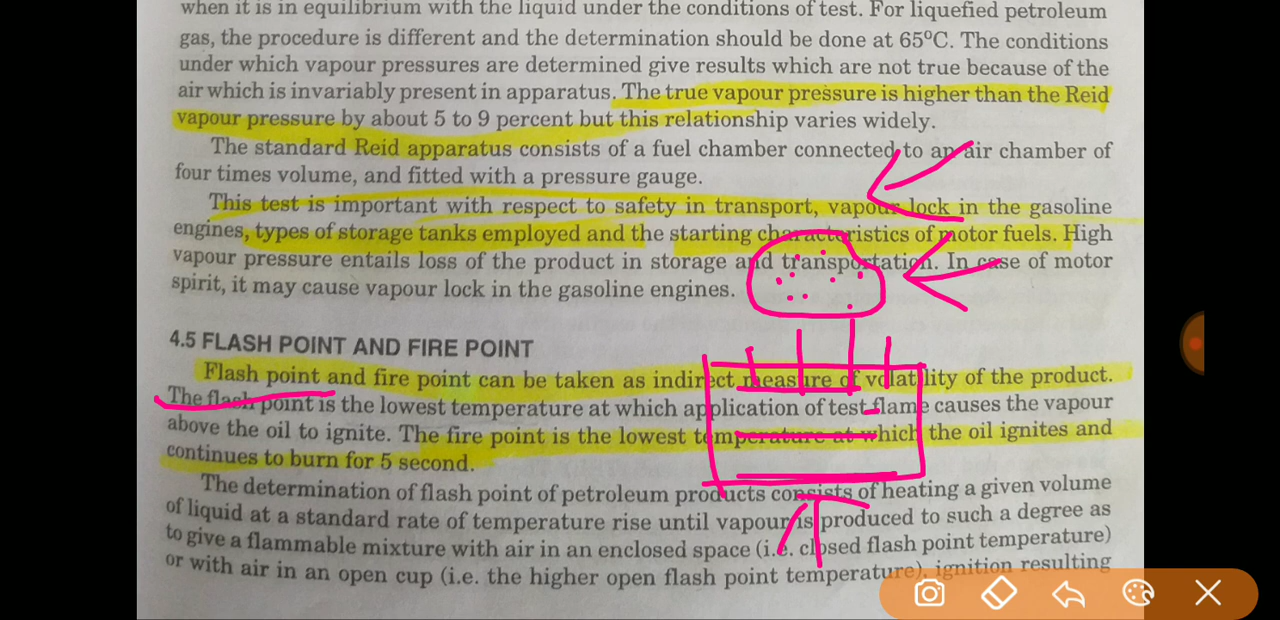 when it is in equilibrium with the liquid under the conditions of test. For liquefied petroleum
gas, the procedure is different and the determination should be done at 65°C. The conditions
under which vapour pressures are determined give results which are not true because of the
air which is invariably present in apparatus. The true vapour pressure is higher than the Reid
vapour pressure by about 5 to 9 percent but this relationship varies widely.
The standard Reid apparatus consists of a fuel chamber connected to an air chamber of
four times volume, and fitted with a pressure gauge.
This test is important with respect to safety in transport, vapour lock in the gasoline
engines, types of storage tanks employed and the starting characteristics of motor fuels. High
vapour pressure entails loss of the product in storage and transportation. In case of motor
spirit, it may cause vapour lock in the gasoline engines.
4.5 FLASH POINT AND FIRE POINT
Flash point and fire point can be taken as indirect measure of volatility of the product.
The flash point is the lowest temperature at which application of test flame causes the vapour
above the oil to ignite. The fire point is the lowest temperature at which the oil ignites and
continues to burn for 5 second.
The determination of flash point of petroleum products consists of heating a given volume
of liquid at a standard rate of temperature rise until vapour is produced to such a degree as
to give a flammable mixture with air in an enclosed space (i.e. closed flash point temperature)
or with air in an open cup (i.e. the higher open flash point temperature), ignition resulting